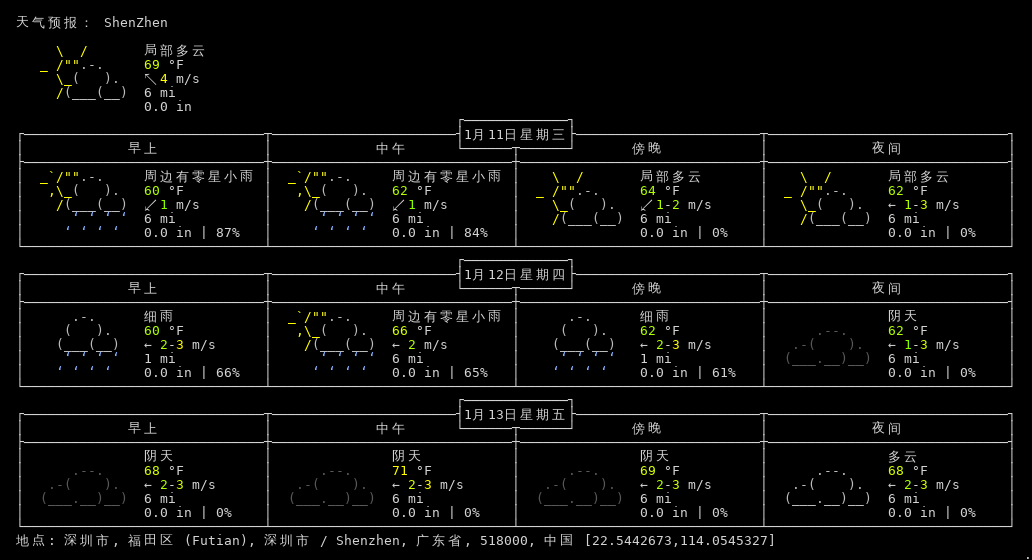 天气预报： ShenZhen
局部多云
69 °F
↖ 4 m/s
6 mi
0.0 in
1月11日星期三
早上 中午 傍晚 夜间
周边有零星小雨 周边有零星小雨 局部多云 局部多云
60 °F 62 °F 64 °F 62 °F
↙ 1 m/s ↙ 1 m/s ↙ 1-2 m/s ← 1-3 m/s
6 mi 6 mi 6 mi 6 mi
0.0 in | 87% 0.0 in | 84% 0.0 in | 0% 0.0 in | 0%
1月12日星期四
早上 中午 傍晚 夜间
细雨 周边有零星小雨 细雨 阴天
60 °F 66 °F 62 °F 62 °F
← 2-3 m/s ← 2 m/s ← 2-3 m/s ← 1-3 m/s
1 mi 6 mi 1 mi 6 mi
0.0 in | 66% 0.0 in | 65% 0.0 in | 61% 0.0 in | 0%
1月13日星期五
早上 中午 傍晚 夜间
阴天 阴天 阴天 多云
68 °F 71 °F 69 °F 68 °F
← 2-3 m/s ← 2-3 m/s ← 2-3 m/s ← 2-3 m/s
6 mi 6 mi 6 mi 6 mi
0.0 in | 0% 0.0 in | 0% 0.0 in | 0% 0.0 in | 0%
地点: 深圳市, 福田区 (Futian), 深圳市 / Shenzhen, 广东省, 518000, 中国 [22.5442673,114.0545327]